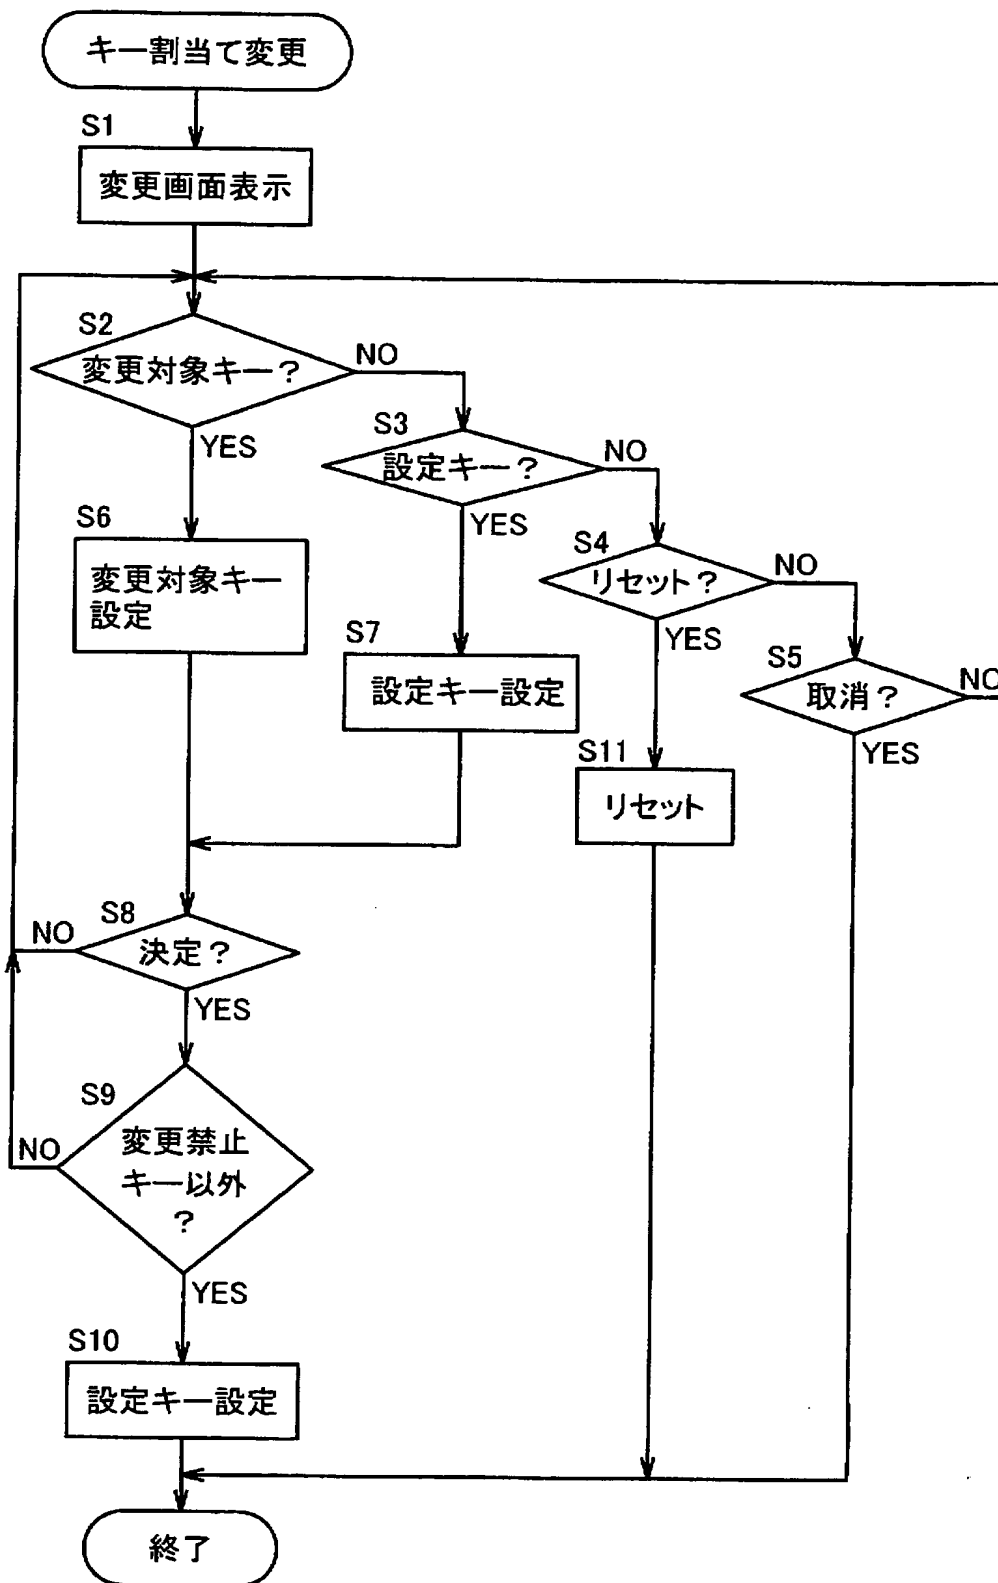 キー割当て変更
S1
変更画面表示
S2
変更対象キー？
NO
YES
S3
設定キー？
NO
YES
S4
リセット？
NO
YES
S5
取消？
NO
YES
S6
変更対象キー
設定
S7
設定キー設定
S11
リセット
S8
決定？
NO
YES
S9
変更禁止
キー以外
？
NO
YES
S10
設定キー設定
終了